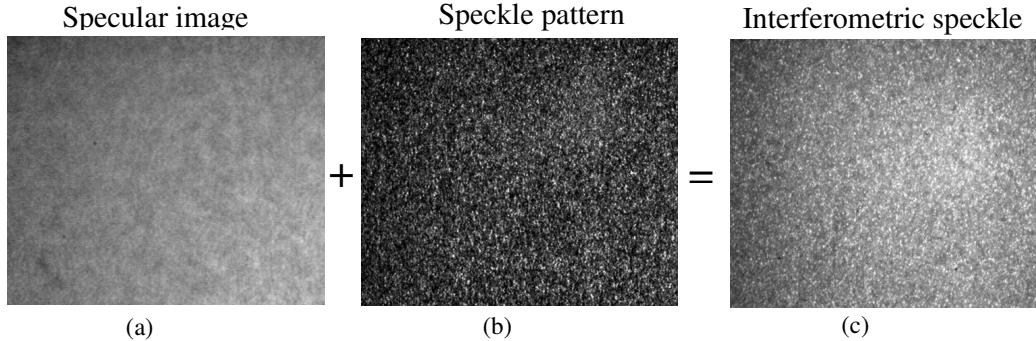 Specular image
Speckle pattern
Interferometric speckle
+
=
(a)
(b)
(c)